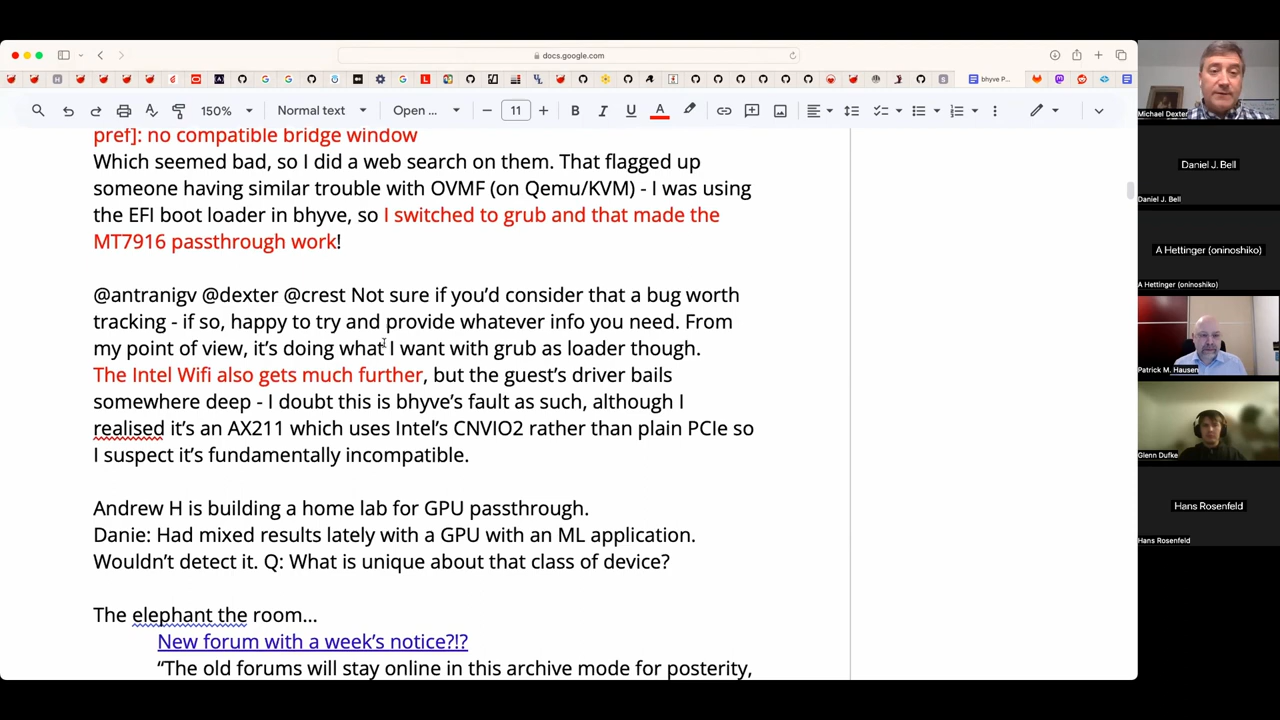 docs.google.com
bhyve P...
150%
Normal text
Open ...
11
pref]: no compatible bridge window
Which seemed bad, so I did a web search on them. That flagged up
someone having similar trouble with OVMF (on Qemu/KVM) - I was using
the EFI boot loader in bhyve, so I switched to grub and that made the
MT7916 passthrough work!
@antranigv @dexter @crest Not sure if you'd consider that a bug worth
tracking - if so, happy to try and provide whatever info you need. From
my point of view, it's doing what I want with grub as loader though.
The Intel Wifi also gets much further, but the guest's driver bails
somewhere deep - I doubt this is bhyve's fault as such, although I
realised it's an AX211 which uses Intel's CNVIO2 rather than plain PCIe so
I suspect it's fundamentally incompatible.
Andrew H is building a home lab for GPU passthrough.
Danie: Had mixed results lately with a GPU with an ML application.
Wouldn't detect it. Q: What is unique about that class of device?
The elephant the room...
New forum with a week's notice?!?
“The old forums will stay online in this archive mode for posterity,
Michael Dexter
Daniel J. Bell
Daniel J. Bell
A Hettinger (oninoshiko)
A Hettinger (oninoshiko)
Patrick M. Hausen
Glenn Dufke
Hans Rosenfeld
Hans Rosenfeld